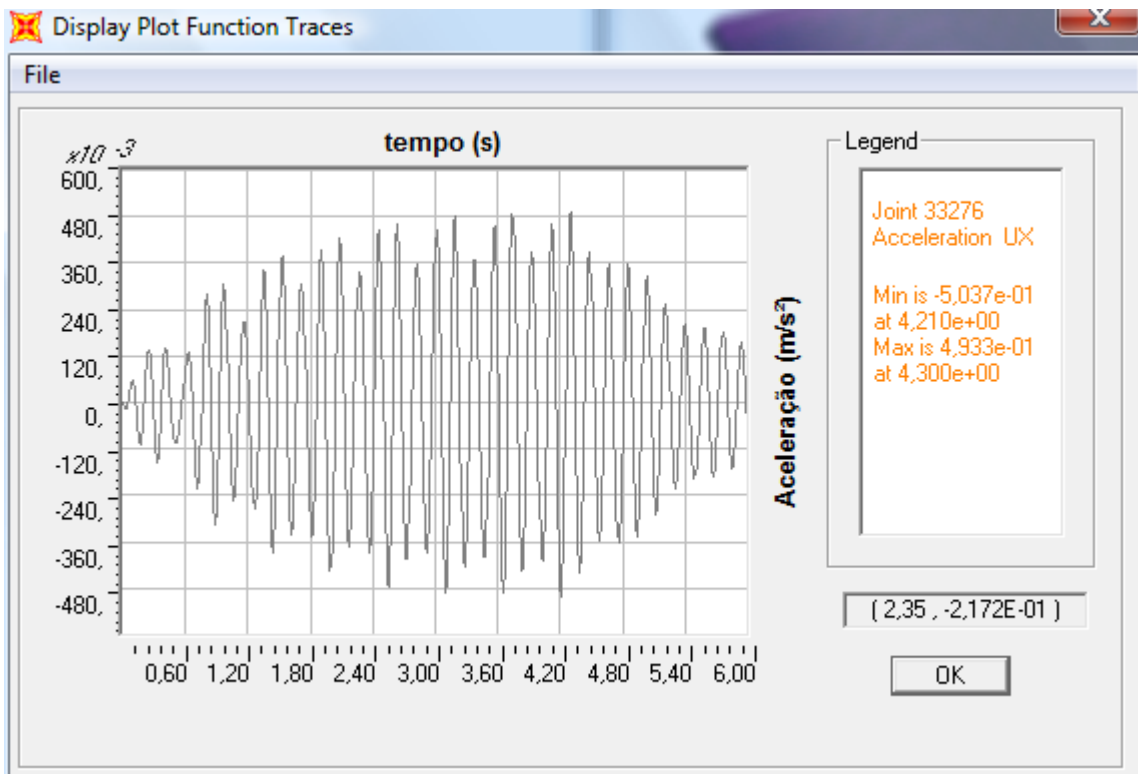 Display Plot Function Traces
X
File
tempo (s)
x10 -3
600,
480,
360,
240,
120,
0,
-120,
-240,
-360,
-480,
0,60 1,20 1,80 2,40 3,00 3,60 4,20 4,80 5,40 6,00
Aceleração (m/s²)
Legend
Joint 33276
Acceleration UX
Min is -5,037e-01
at 4,210e+00
Max is 4,933e-01
at 4,300e+00
( 2,35 , -2,172E-01 )
OK